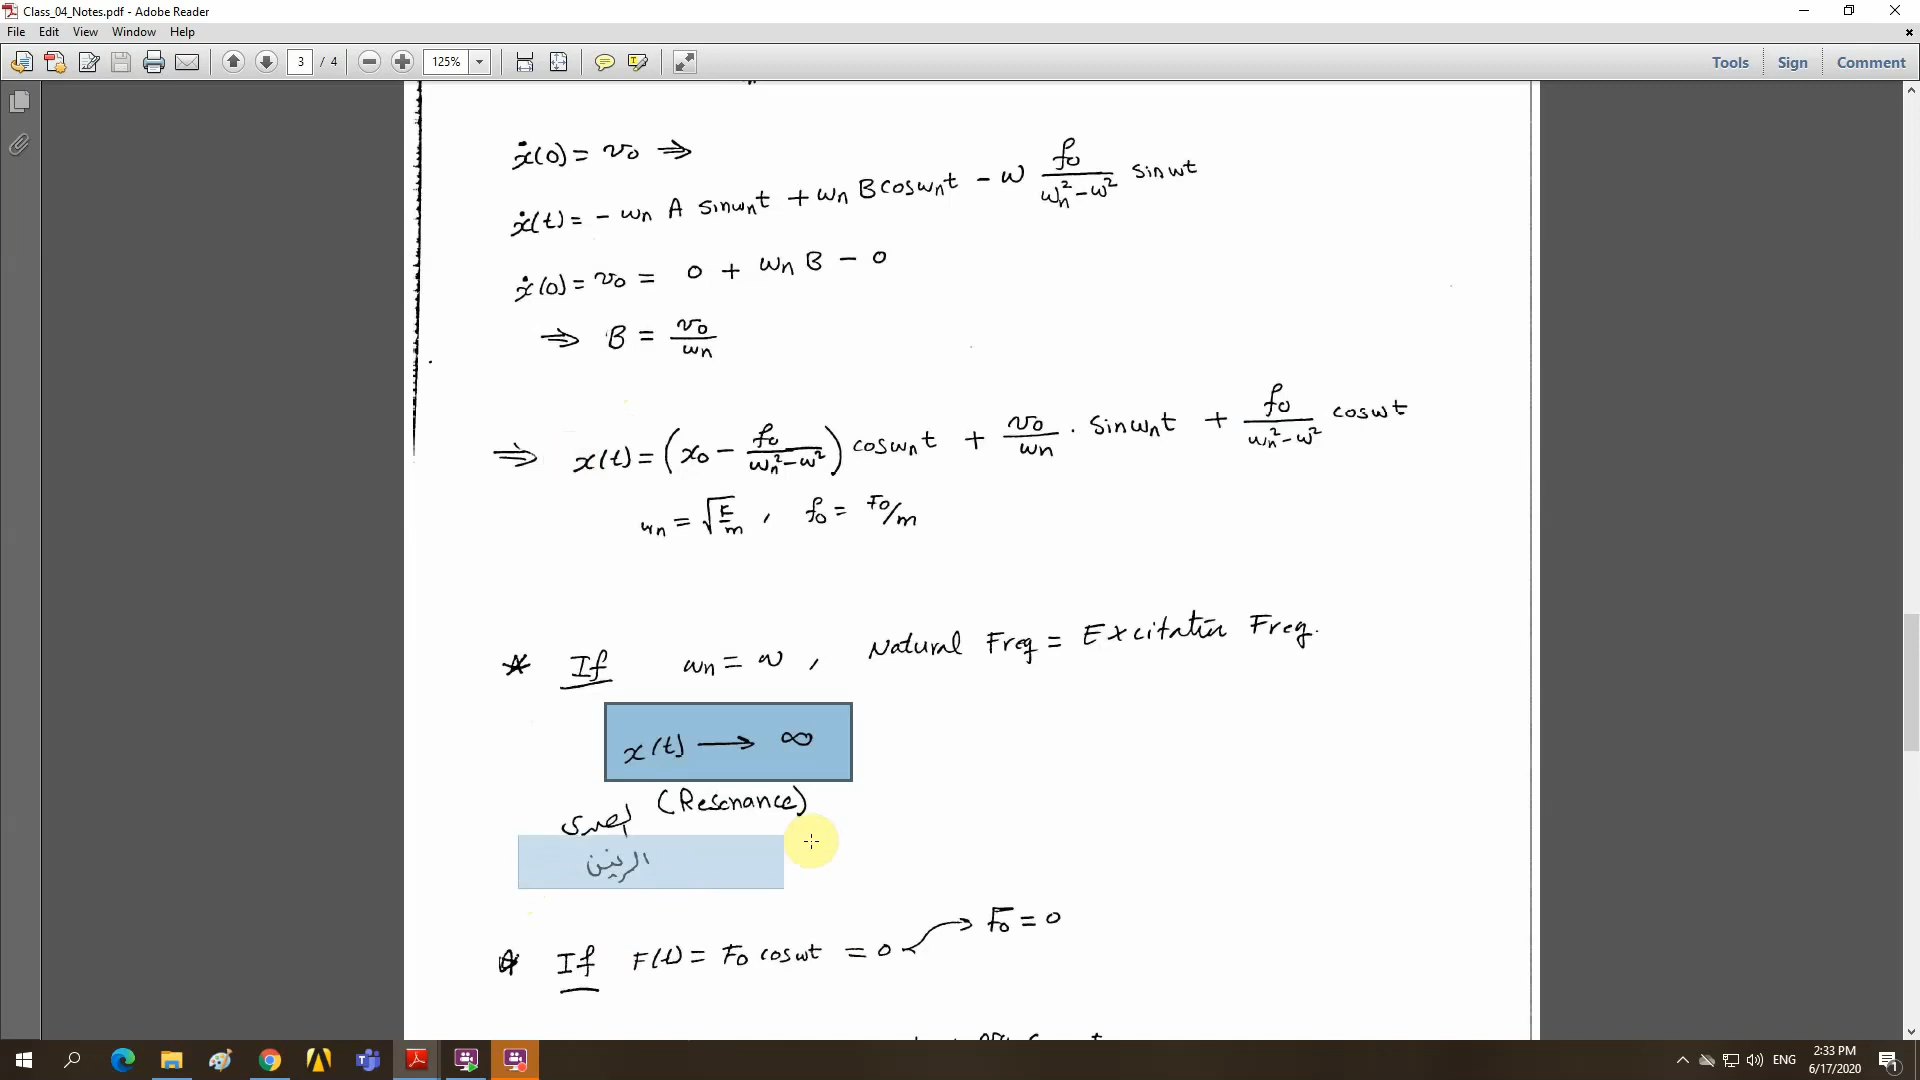 Class_04_Notes.pdf - Adobe Reader
File Edit View Window Help
3 / 4 125% Tools Sign Comment
ẋ(0) = v₀ ⇒
ẋ(t) = - ωₙ A sinωₙt + ωₙ B cosωₙt - ω f₀/(ωₙ² - ω²) sinωt
ẋ(0) = v₀ = 0 + ωₙ B - 0
⇒ B = v₀/ωₙ
⇒ x(t) = (x₀ - f₀/(ωₙ² - ω²)) cosωₙt + v₀/ωₙ · sinωₙt + f₀/(ωₙ² - ω²) cosωt
ωₙ = √(k/m) , f₀ = F₀/m
* If ωₙ = ω , Natural Freq = Excitation Freq.
x(t) → ∞
(Resonance)
الرنين
* If F(t) = F₀ cosωt = 0 → F₀ = 0
ENG
2:33 PM
6/17/2020
1